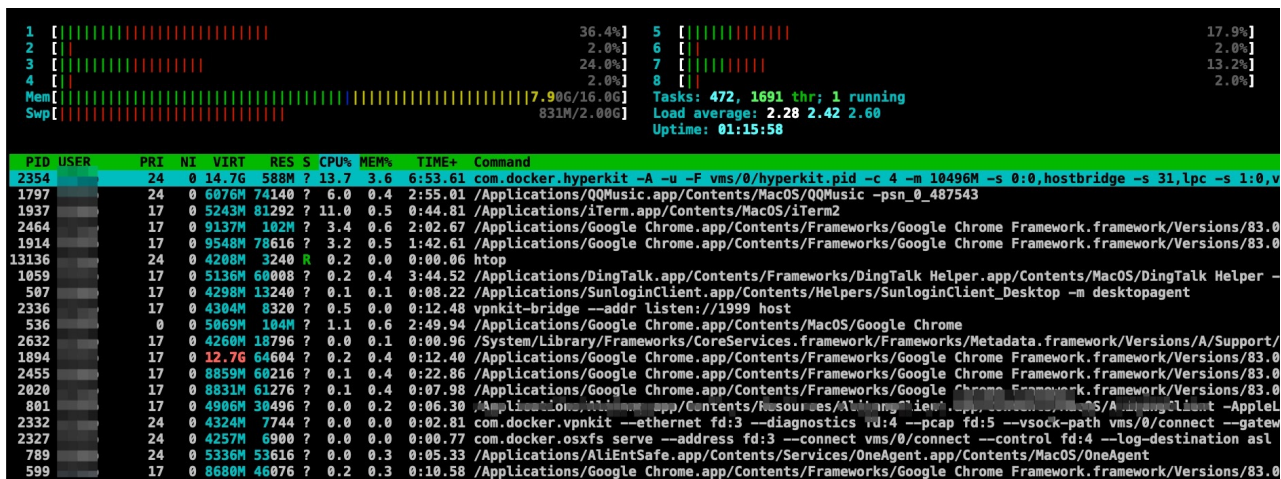 1 [||||||||||||||||||||||||||| 36.4%] 5 [||||||||||||| 17.9%]
2 [|| 2.0%] 6 [|| 2.0%]
3 [||||||||||||||||||| 24.0%] 7 [|||||||||| 13.2%]
4 [|| 2.0%] 8 [|| 2.0%]
Mem[|||||||||||||||||||||||||||||||||||||||||||||||||||||||7.90G/16.0G] Tasks: 472, 1691 thr; 1 running
Swp[||||||||||||||||||||||||||||| 831M/2.00G] Load average: 2.28 2.42 2.60
Uptime: 01:15:58
PID USER PRI NI VIRT RES S CPU% MEM% TIME+ Command
2354 24 0 14.7G 588M ? 13.7 3.6 6:53.61 com.docker.hyperkit -A -u -F vms/0/hyperkit.pid -c 4 -m 10496M -s 0:0,hostbridge -s 31,lpc -s 1:0,v
1797 24 0 6076M 74140 ? 6.0 0.4 2:55.01 /Applications/QQMusic.app/Contents/MacOS/QQMusic -psn_0_487543
1937 17 0 5243M 81292 ? 11.0 0.5 0:44.81 /Applications/iTerm.app/Contents/MacOS/iTerm2
2464 17 0 9137M 102M ? 3.4 0.6 2:02.67 /Applications/Google Chrome.app/Contents/Frameworks/Google Chrome Framework.framework/Versions/83.0
1914 17 0 9548M 78616 ? 3.2 0.5 1:42.61 /Applications/Google Chrome.app/Contents/Frameworks/Google Chrome Framework.framework/Versions/83.0
13136 24 0 4208M 3240 R 0.2 0.0 0:00.06 htop
1059 17 0 5136M 60008 ? 0.2 0.4 3:44.52 /Applications/DingTalk.app/Contents/Frameworks/DingTalk Helper.app/Contents/MacOS/DingTalk Helper -
507 17 0 4298M 13240 ? 0.1 0.1 0:08.22 /Applications/SunloginClient.app/Contents/Helpers/SunloginClient_Desktop -m desktopagent
2336 17 0 4304M 8320 ? 0.5 0.0 0:12.48 vpnkit-bridge --addr listen://1999 host
536 0 0 5069M 104M ? 1.1 0.6 2:49.94 /Applications/Google Chrome.app/Contents/MacOS/Google Chrome
2632 17 0 4260M 18796 ? 0.0 0.1 0:00.96 /System/Library/Frameworks/CoreServices.framework/Frameworks/Metadata.framework/Versions/A/Support/
1894 17 0 12.7G 64604 ? 0.2 0.4 0:12.40 /Applications/Google Chrome.app/Contents/Frameworks/Google Chrome Framework.framework/Versions/83.0
2455 17 0 8859M 60216 ? 0.1 0.4 0:22.86 /Applications/Google Chrome.app/Contents/Frameworks/Google Chrome Framework.framework/Versions/83.0
2020 17 0 8831M 61276 ? 0.1 0.4 0:07.98 /Applications/Google Chrome.app/Contents/Frameworks/Google Chrome Framework.framework/Versions/83.0
801 17 0 4906M 30496 ? 0.0 0.2 0:06.30 -AppleL
2332 17 0 4324M 7744 ? 0.0 0.0 0:02.81 com.docker.vpnkit --ethernet fd:3 --diagnostics fd:4 --pcap fd:5 --vsock-path vms/0/connect --gatew
2327 17 0 4257M 6900 ? 0.0 0.0 0:00.77 com.docker.osxfs serve --address fd:3 --connect vms/0/connect --control fd:4 --log-destination asl
789 17 0 5336M 53616 ? 0.0 0.3 0:05.33 /Applications/AliEntSafe.app/Contents/Services/OneAgent.app/Contents/MacOS/OneAgent
599 17 0 8680M 46076 ? 0.2 0.3 0:10.58 /Applications/Google Chrome.app/Contents/Frameworks/Google Chrome Framework.framework/Versions/83.0